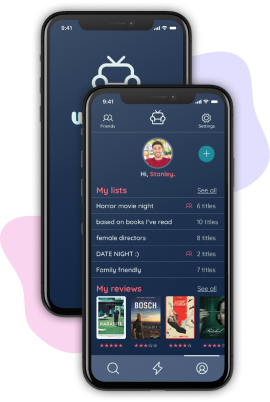 9:41
9:41
Friends
Settings
Hi, Stanley.
My lists
See all
Horror movie night
6 titles
based on books I've read
10 titles
female directors
8 titles
DATE NIGHT :)
2 titles
Family friendly
7 titles
My reviews
See all
PARASITE
BOSCH